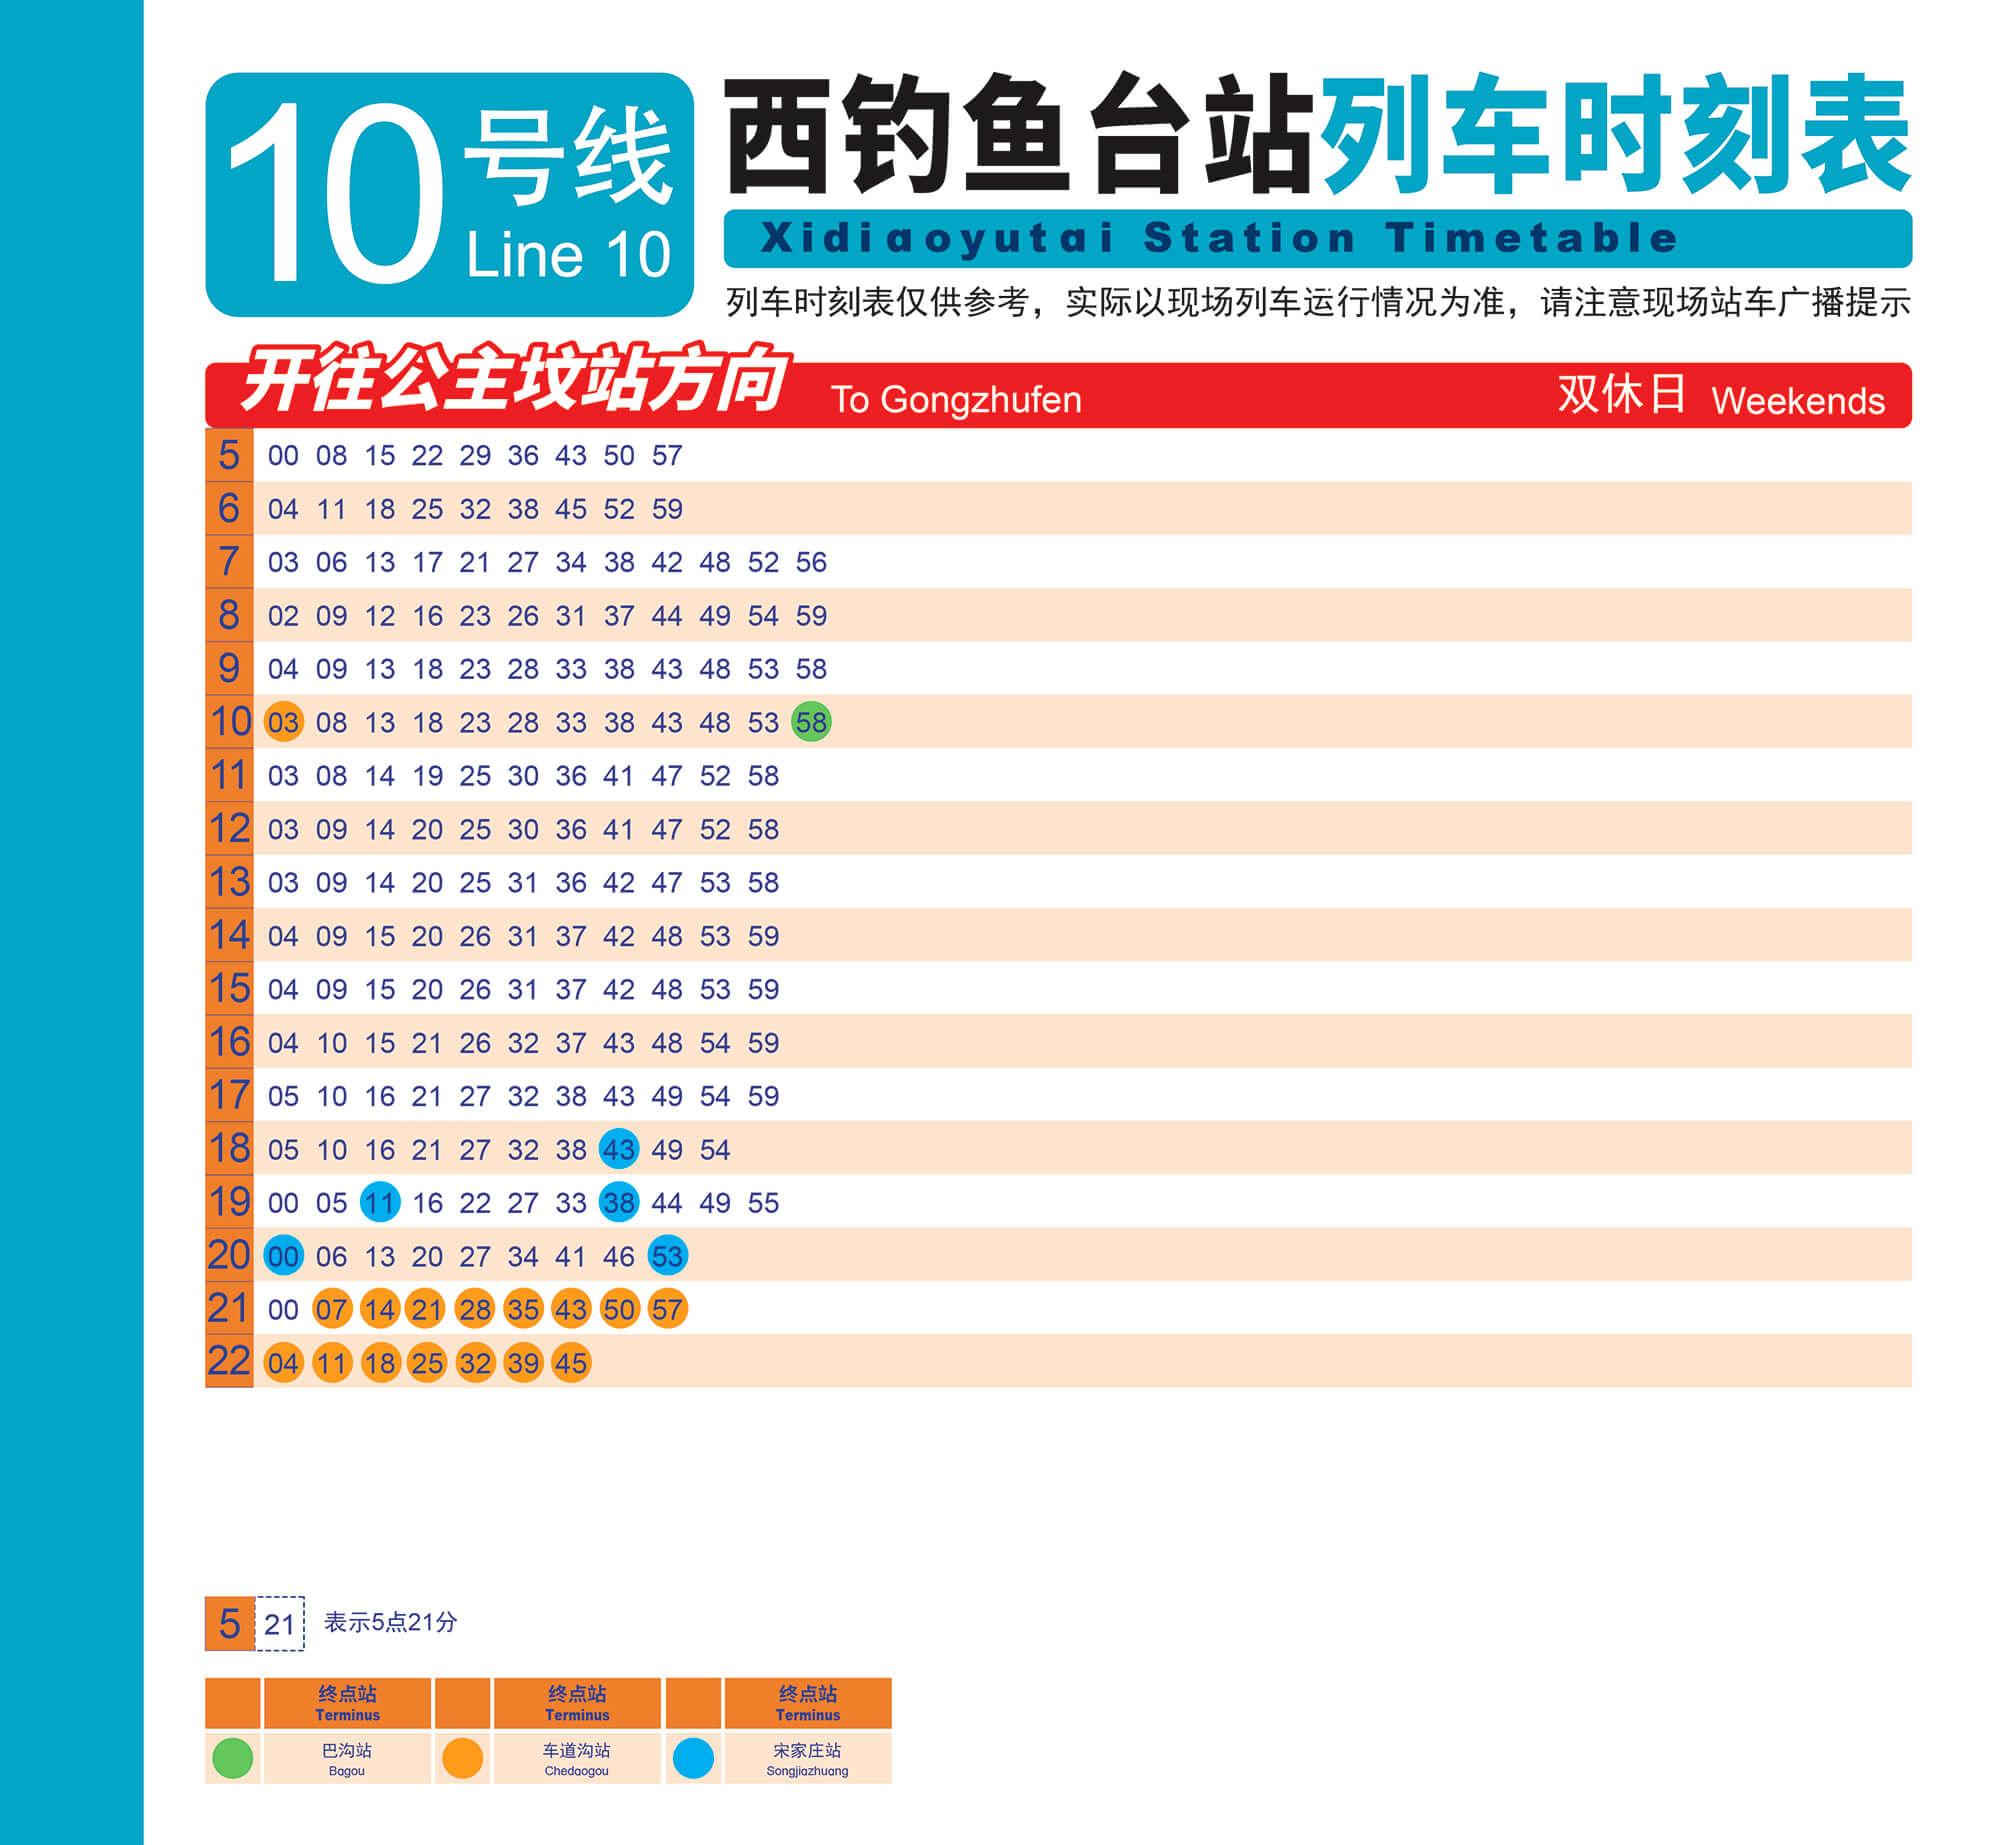 10号线
Line 10
西钓鱼台站列车时刻表
Xidiaoyutai Station Timetable
列车时刻表仅供参考，实际以现场列车运行情况为准，请注意现场站车广播提示
开往公主坟站方向 To Gongzhufen 双休日 Weekends
5 00 08 15 22 29 36 43 50 57
6 04 11 18 25 32 38 45 52 59
7 03 06 13 17 21 27 34 38 42 48 52 56
8 02 09 12 16 23 26 31 37 44 49 54 59
9 04 09 13 18 23 28 33 38 43 48 53 58
10 03 08 13 18 23 28 33 38 43 48 53 58
11 03 08 14 19 25 30 36 41 47 52 58
12 03 09 14 20 25 30 36 41 47 52 58
13 03 09 14 20 25 31 36 42 47 53 58
14 04 09 15 20 26 31 37 42 48 53 59
15 04 09 15 20 26 31 37 42 48 53 59
16 04 10 15 21 26 32 37 43 48 54 59
17 05 10 16 21 27 32 38 43 49 54 59
18 05 10 16 21 27 32 38 43 49 54
19 00 05 11 16 22 27 33 38 44 49 55
20 00 06 13 20 27 34 41 46 53
21 00 07 14 21 28 35 43 50 57
22 04 11 18 25 32 39 45
5 21 表示5点21分
终点站 终点站 终点站
Terminus Terminus Terminus
巴沟站 车道沟站 宋家庄站
Bagou Chedaogou Songjiazhuang